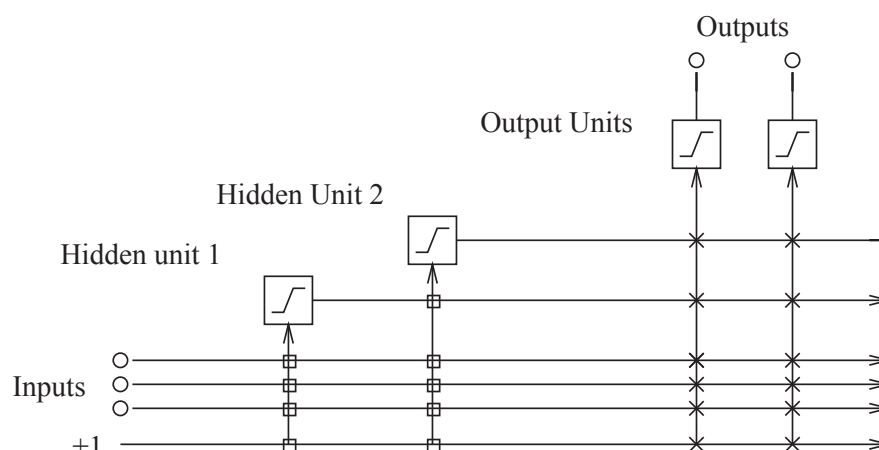 Outputs
Output Units
Hidden Unit 2
Hidden unit 1
Inputs
+1